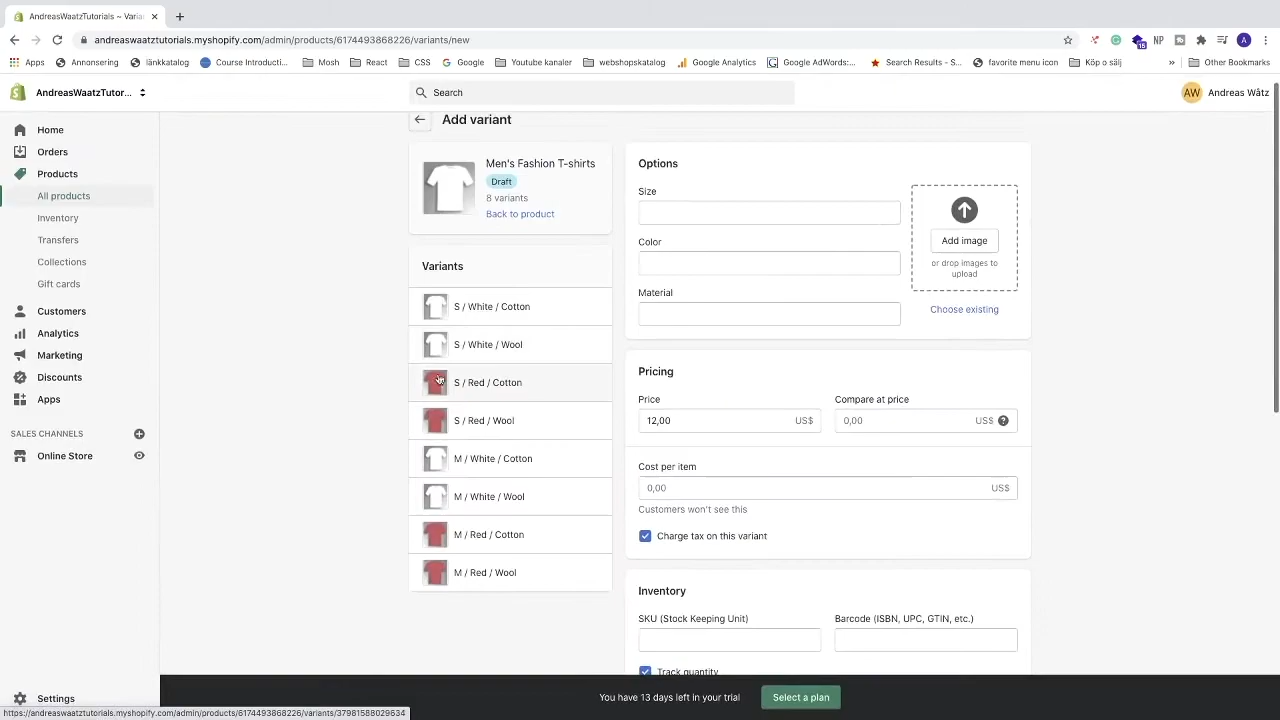 AndreasWaatzTutorials ~ Varia
andreaswaatztutorials.myshopify.com/admin/products/6174493868226/variants/new
Apps
Annonsering
länkkatalog
Course Introducti...
Mosh
React
CSS
Google
Youtube kanaler
webshopskatalog
Google Analytics
Google AdWords:...
Search Results - S...
favorite menu icon
Köp o sälj
»
Other Bookmarks
15
NP
A
AndreasWaatzTutor...
Search
AW
Andreas Wåtz
Home
Orders
Products
All products
Inventory
Transfers
Collections
Gift cards
Customers
Analytics
Marketing
Discounts
Apps
SALES CHANNELS
Online Store
Settings
Add variant
Men's Fashion T-shirts
Draft
8 variants
Back to product
Variants
S / White / Cotton
S / White / Wool
S / Red / Cotton
S / Red / Wool
M / White / Cotton
M / White / Wool
M / Red / Cotton
M / Red / Wool
Options
Size
Color
Material
Add image
or drop images to
upload
Choose existing
Pricing
Price
Compare at price
12,00 US$
0,00 US$
Cost per item
0,00 US$
Customers won't see this
Charge tax on this variant
Inventory
SKU (Stock Keeping Unit)
Barcode (ISBN, UPC, GTIN, etc.)
Track quantity
You have 13 days left in your trial
Select a plan
https://andreaswaatztutorials.myshopify.com/admin/products/6174493868226/variants/37981588029634